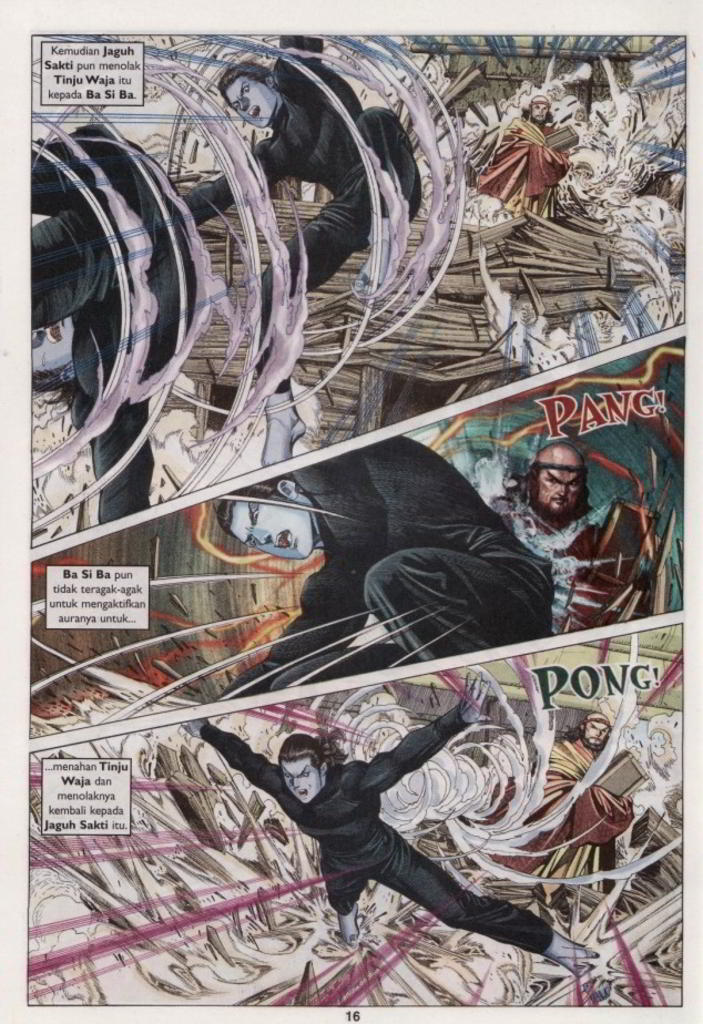 Kemudian Jaguh
Sakti pun menolak
Tinju Waja itu
kepada Ba Si Ba.
PANG!
Ba Si Ba pun
tidak teragak-agak
untuk mengaktifkan
auranya untuk...
PONG!
...menahan Tinju
Waja dan
menolaknya
kembali kepada
Jaguh Sakti itu.
16